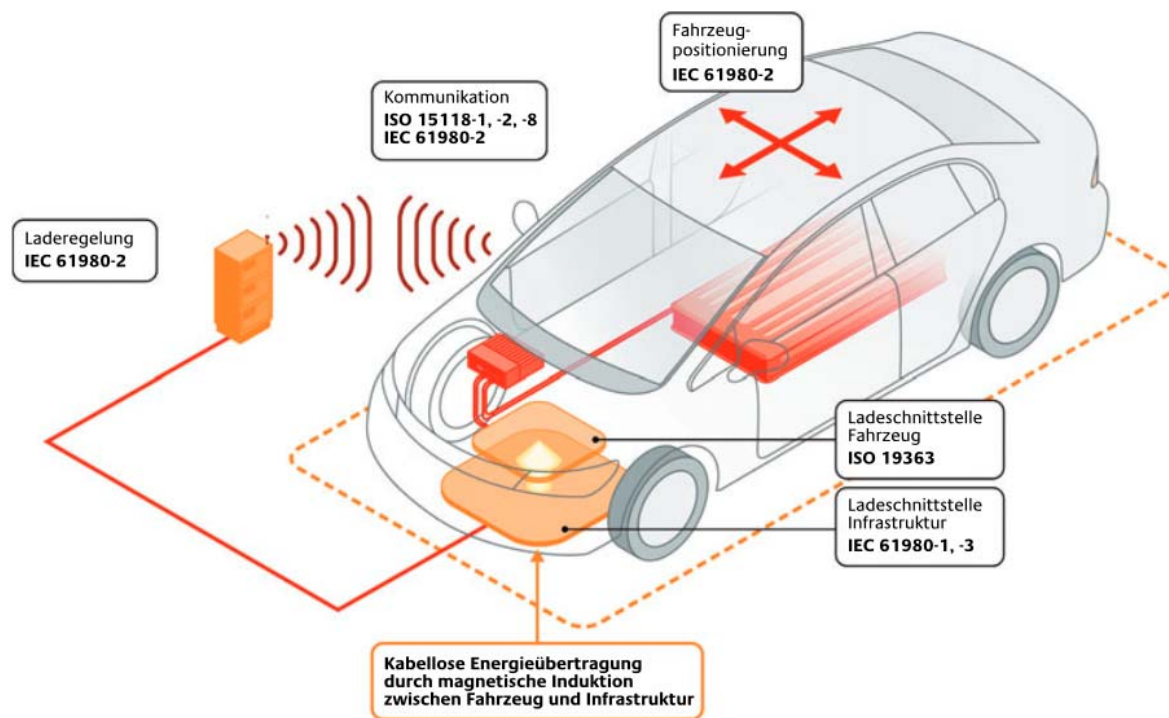 Fahrzeug-
positionierung
IEC 61980-2
Kommunikation
ISO 15118-1, -2, -8
IEC 61980-2
Laderegelung
IEC 61980-2
Ladeschnittstelle
Fahrzeug
ISO 19363
Ladeschnittstelle
Infrastruktur
IEC 61980-1, -3
Kabellose Energieübertragung
durch magnetische Induktion
zwischen Fahrzeug und Infrastruktur